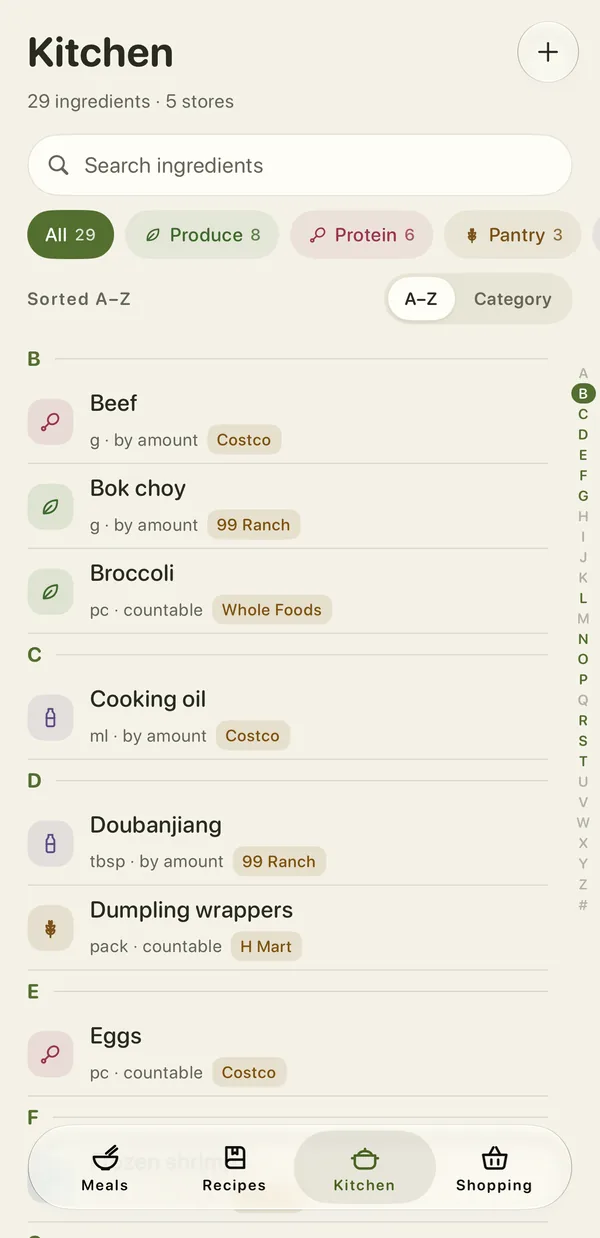 Kitchen
29 ingredients · 5 stores
Search ingredients
All 29 Produce 8 Protein 6 Pantry 3
Sorted A–Z A–Z Category
B
Beef
g · by amount Costco
Bok choy
g · by amount 99 Ranch
Broccoli
pc · countable Whole Foods
C
Cooking oil
ml · by amount Costco
D
Doubanjiang
tbsp · by amount 99 Ranch
Dumpling wrappers
pack · countable H Mart
E
Eggs
pc · countable Costco
F
Meals Recipes Kitchen Shopping
A
B
C
D
E
F
G
H
I
J
K
L
M
N
O
P
Q
R
S
T
U
V
W
X
Y
Z
#